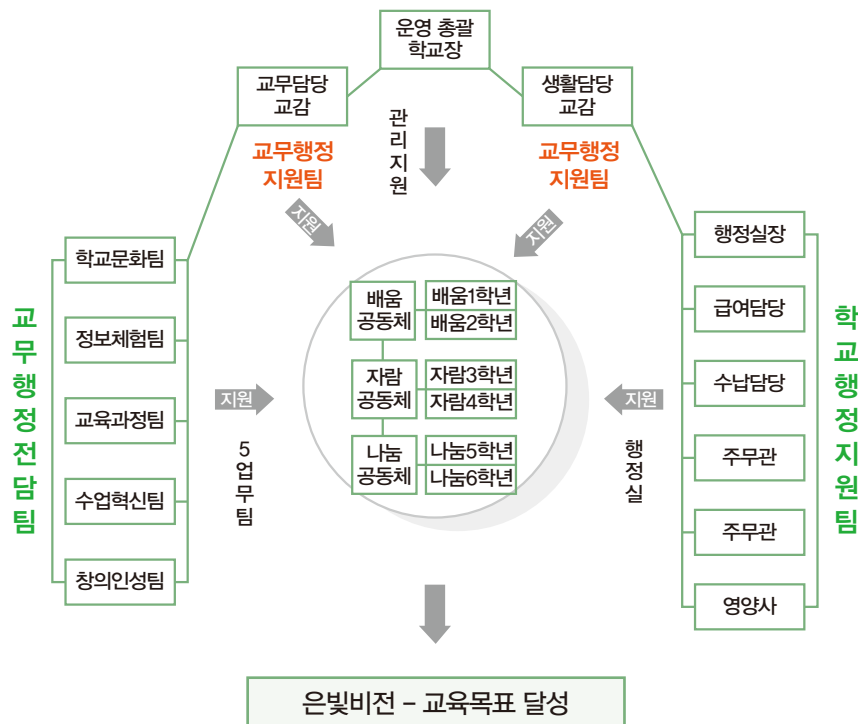 운영 총괄
학교장
교무담당
교감
생활담당
교감
관리지원
교무행정
지원팀
교무행정
지원팀
지원
지원
교무행정전담팀
학교문화팀
정보체험팀
교육과정팀
수업혁신팀
창의인성팀
지원
5업무팀
배움
공동체
배움1학년
배움2학년
자람
공동체
자람3학년
자람4학년
나눔
공동체
나눔5학년
나눔6학년
지원
행정실
행정실장
급여담당
수납담당
주무관
주무관
영양사
학교행정지원팀
은빛비전 – 교육목표 달성